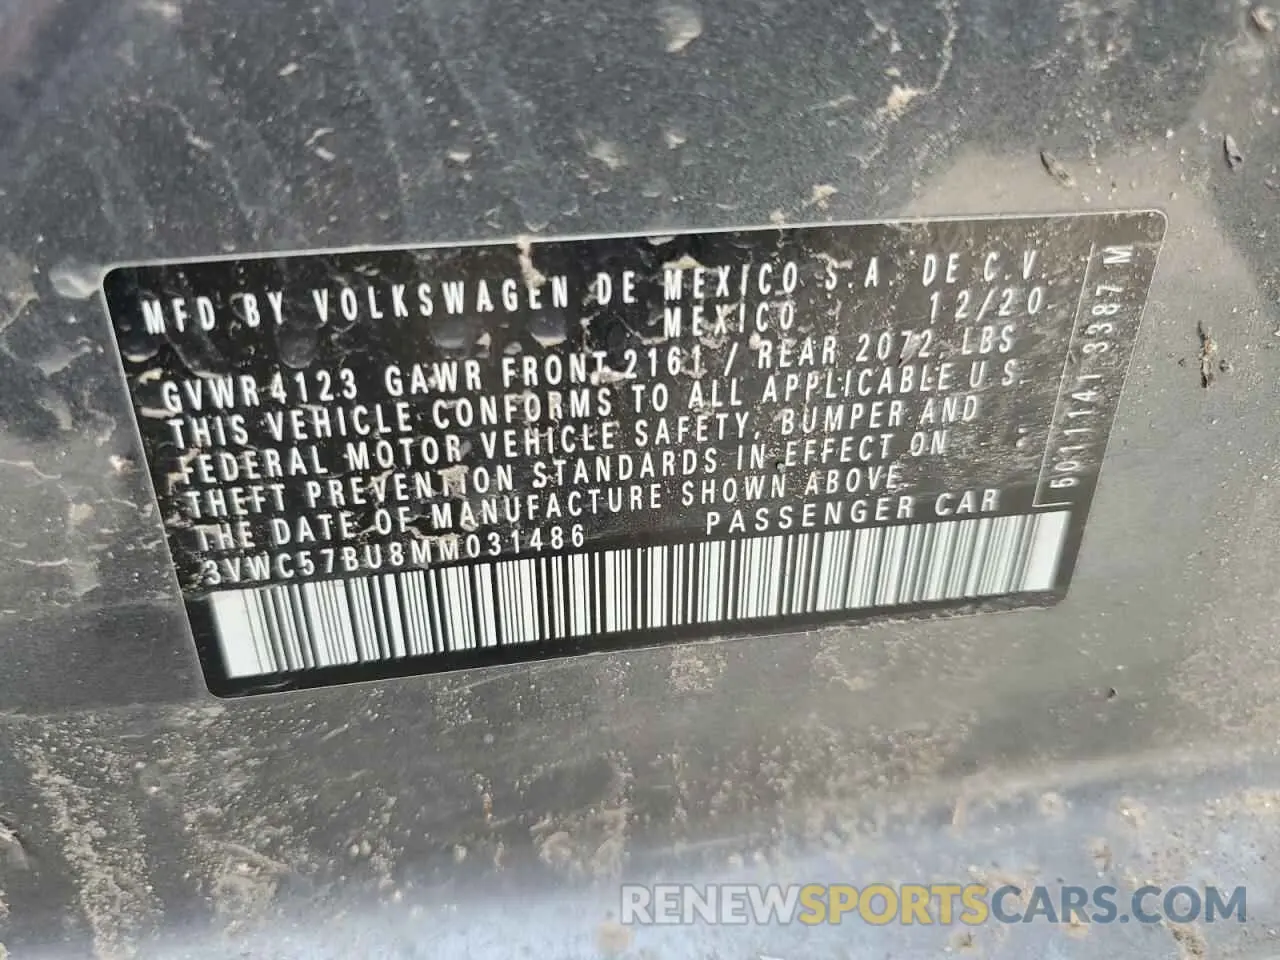 MFD BY VOLKSWAGEN DE MEXICO S.A. DE C.V.
MEXICO 12/20
GVWR 4123 GAWR FRONT 2161 / REAR 2072 LBS
THIS VEHICLE CONFORMS TO ALL APPLICABLE U S
FEDERAL MOTOR VEHICLE SAFETY, BUMPER AND
THEFT PREVENTION STANDARDS IN EFFECT ON
THE DATE OF MANUFACTURE SHOWN ABOVE
3VWC57BU8MM031486 PASSENGER CAR
RENEWSPORTSCARS.COM